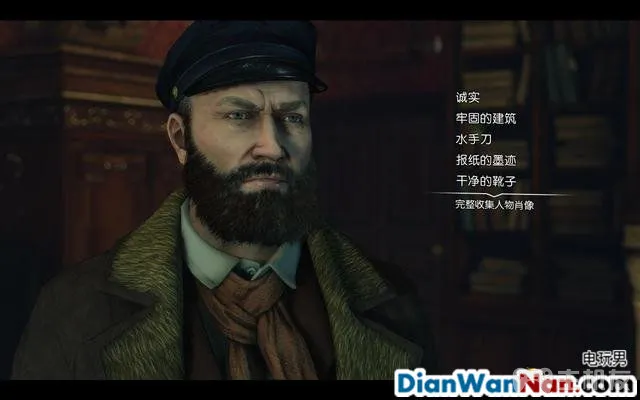 诚实
牢固的建筑
水手刀
报纸的墨迹
干净的靴子
完整收集人物肖像
电玩男
DianWanNan.com